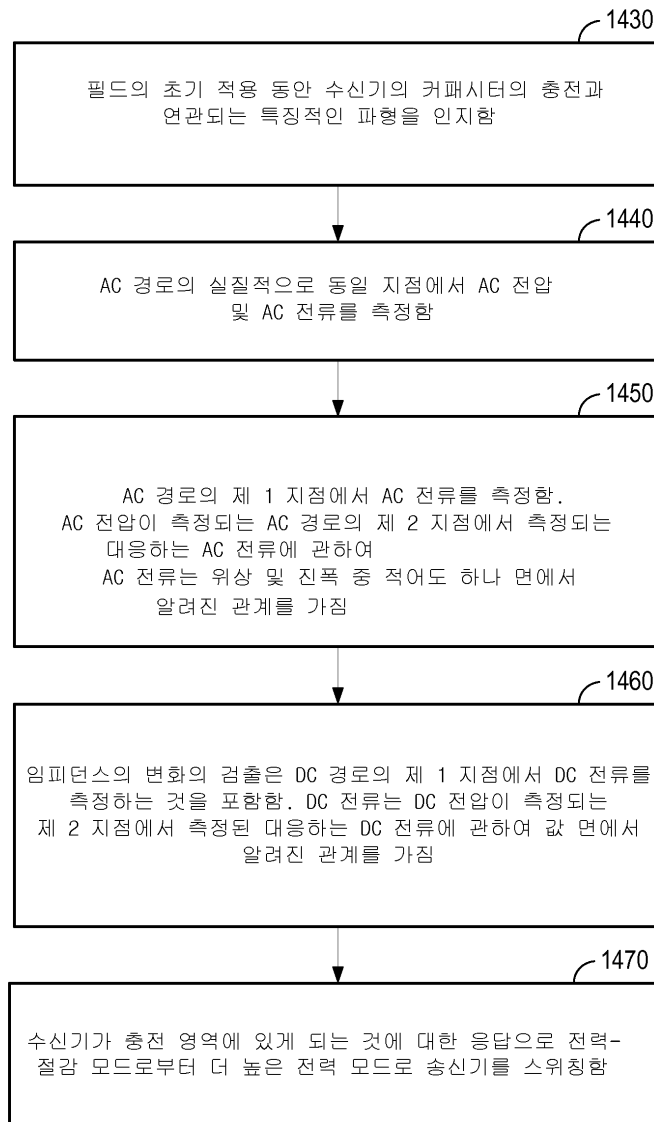 1430
필드의 초기 적용 동안 수신기의 커패시터의 충전과
연관되는 특징적인 파형을 인지함
1440
AC 경로의 실질적으로 동일 지점에서 AC 전압
및 AC 전류를 측정함
1450
AC 경로의 제 1 지점에서 AC 전류를 측정함.
AC 전압이 측정되는 AC 경로의 제 2 지점에서 측정되는
대응하는 AC 전류에 관하여
AC 전류는 위상 및 진폭 중 적어도 하나 면에서
알려진 관계를 가짐
1460
임피던스의 변화의 검출은 DC 경로의 제 1 지점에서 DC 전류를
측정하는 것을 포함함. DC 전류는 DC 전압이 측정되는
제 2 지점에서 측정된 대응하는 DC 전류에 관하여 값 면에서
알려진 관계를 가짐
1470
수신기가 충전 영역에 있게 되는 것에 대한 응답으로 전력-
절감 모드로부터 더 높은 전력 모드로 송신기를 스위칭함